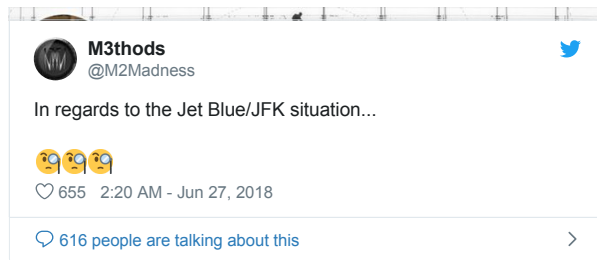 M3thods
@M2Madness
In regards to the Jet Blue/JFK situation...
🧐🧐🧐
655 2:20 AM - Jun 27, 2018
616 people are talking about this